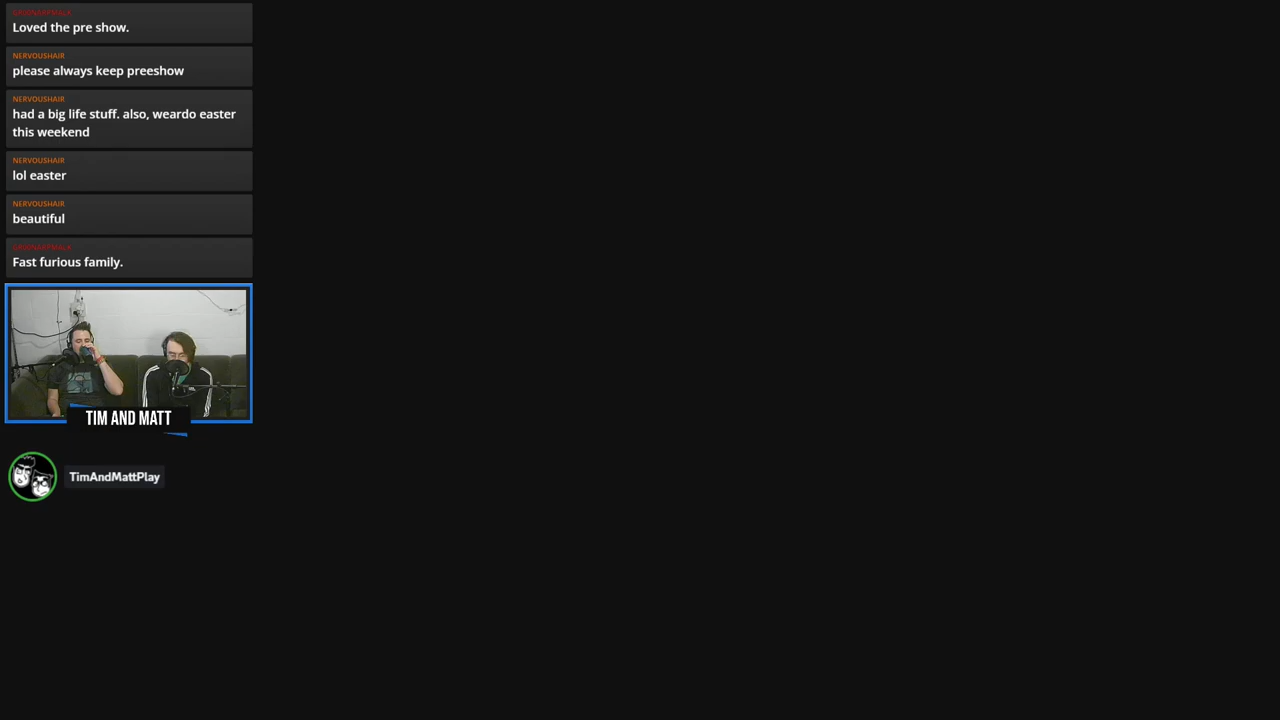 Loved the pre show.
NERVOUSHAIR
please always keep preeshow
NERVOUSHAIR
had a big life stuff. also, weardo easter
this weekend
NERVOUSHAIR
lol easter
NERVOUSHAIR
beautiful
Fast furious family.
TIM AND MATT
TimAndMattPlay